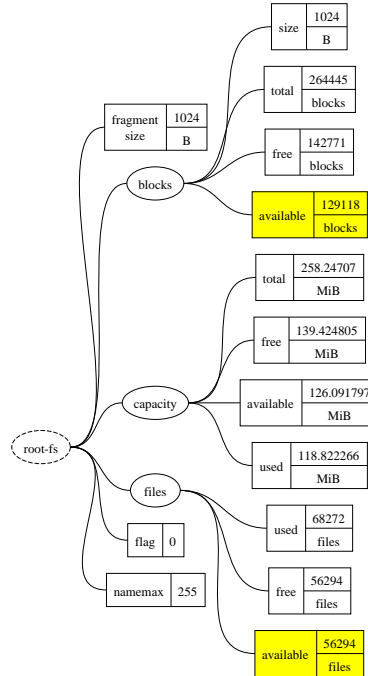 size 1024
B
total 264445
blocks
fragment size 1024
B
free 142771
blocks
blocks
available 129118
blocks
total 258.24707
MiB
free 139.424805
MiB
capacity
available 126.091797
MiB
used 118.822266
MiB
root-fs
files
used 68272
files
flag 0
free 56294
files
namemax 255
available 56294
files